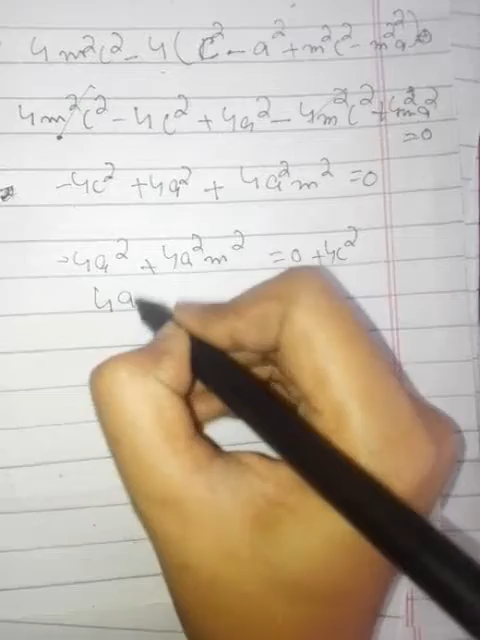 4m²c² - 4(c² - a² + m²c² - m²a²)=0
4m²c² - 4c² + 4a² - 4m²c² + 4m²a²
=0
-4c² + 4a² + 4a²m² = 0
4a² + 4a²m² = 0 + 4c²
4a